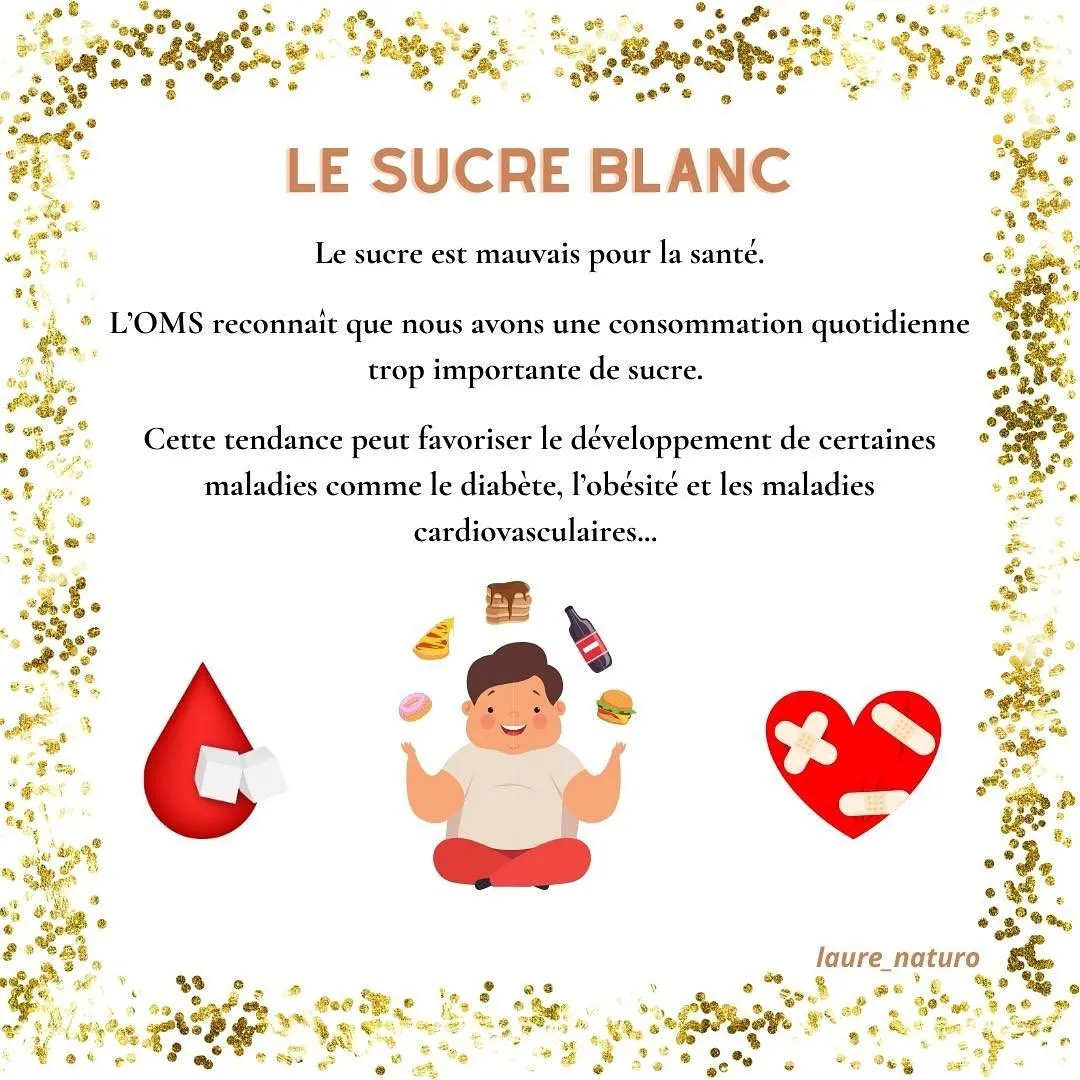 LE SUCRE BLANC
Le sucre est mauvais pour la santé.
L'OMS reconnaît que nous avons une consommation quotidienne
trop importante de sucre.
Cette tendance peut favoriser le développement de certaines
maladies comme le diabète, l'obésité et les maladies
cardiovasculaires...
laure_naturo